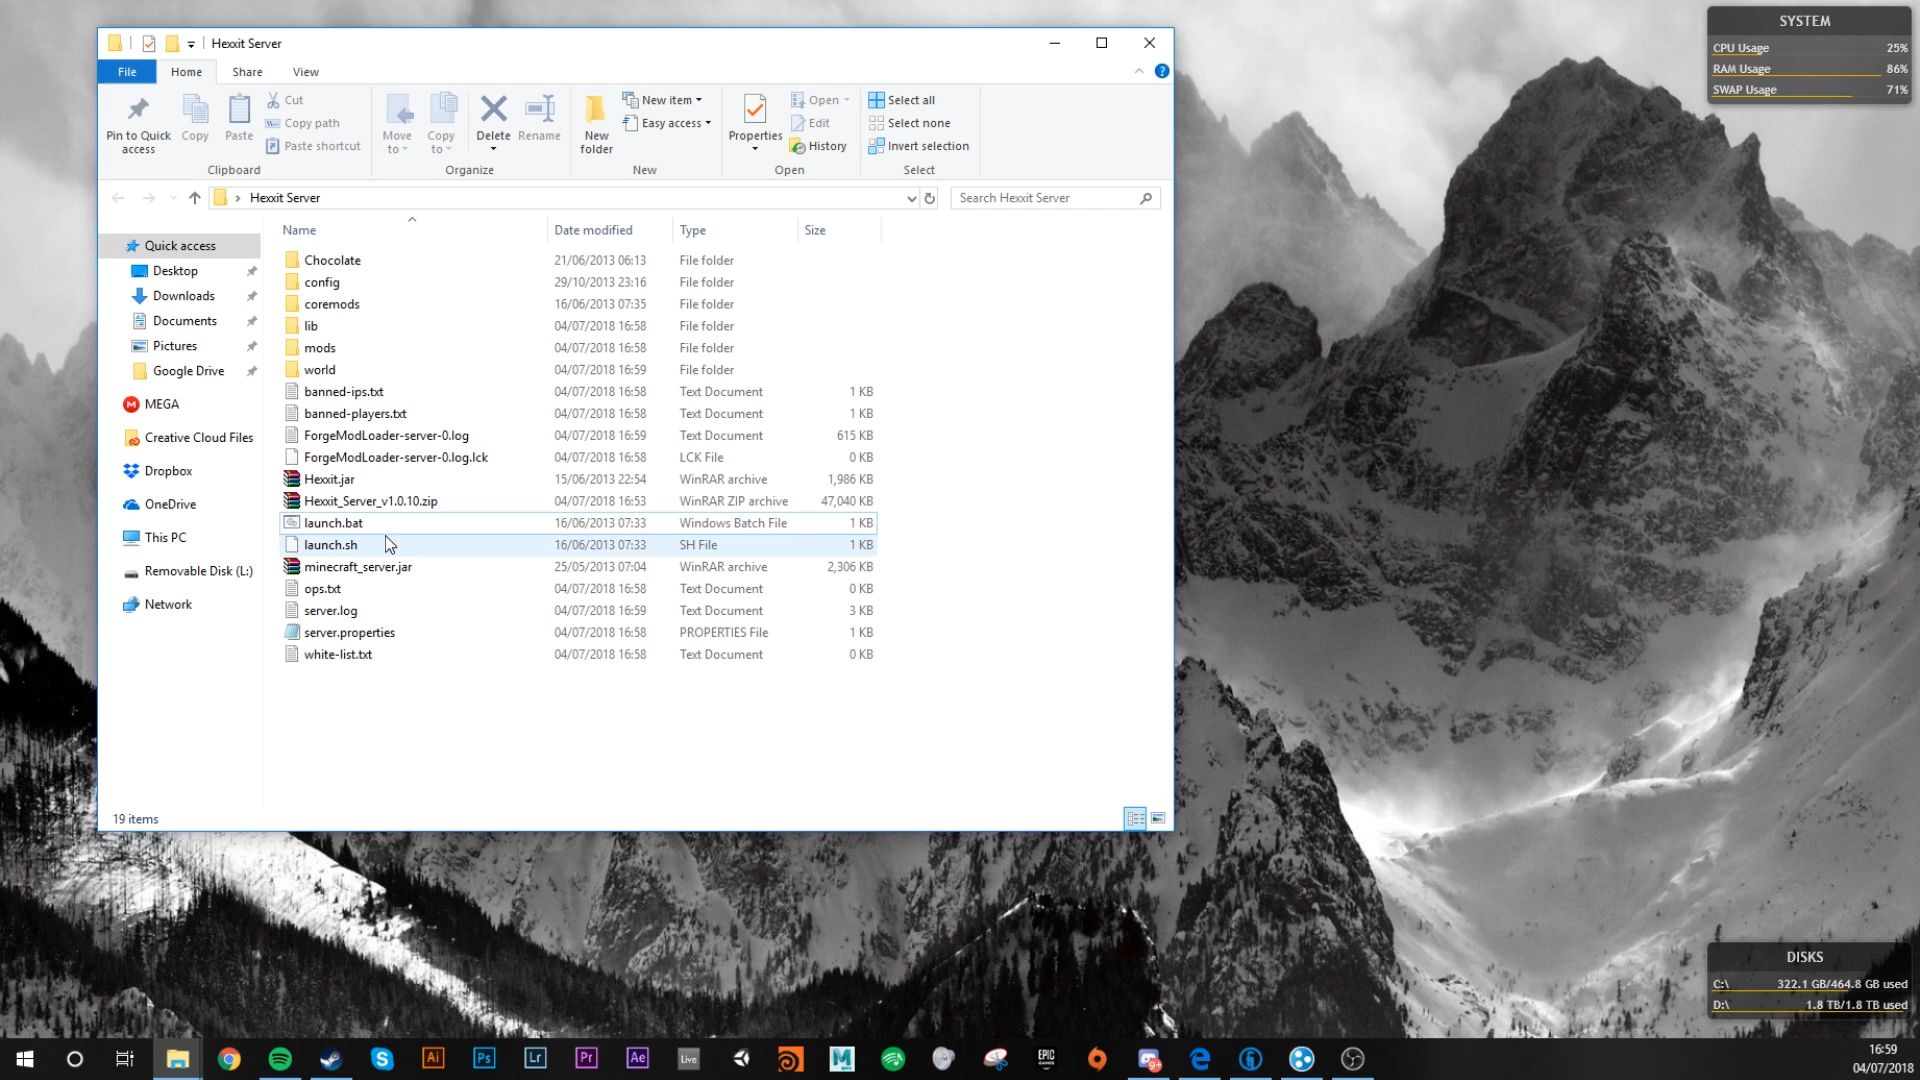 Hexxit Server
File Home Share View
Pin to Quick access
Copy
Paste
Cut
Copy path
Paste shortcut
Clipboard
Move to
Copy to
Delete
Rename
Organize
New folder
New item
Easy access
New
Properties
Open
Edit
History
Open
Select all
Select none
Invert selection
Select
Hexxit Server
Search Hexxit Server
Name Date modified Type Size
Quick access
Desktop
Downloads
Documents
Pictures
Google Drive
MEGA
Creative Cloud Files
Dropbox
OneDrive
This PC
Removable Disk (L:)
Network
Chocolate 21/06/2013 06:13 File folder
config 29/10/2013 23:16 File folder
coremods 16/06/2013 07:35 File folder
lib 04/07/2018 16:58 File folder
mods 04/07/2018 16:58 File folder
world 04/07/2018 16:59 File folder
banned-ips.txt 04/07/2018 16:58 Text Document 1 KB
banned-players.txt 04/07/2018 16:58 Text Document 1 KB
ForgeModLoader-server-0.log 04/07/2018 16:59 Text Document 615 KB
ForgeModLoader-server-0.log.lck 04/07/2018 16:58 LCK File 0 KB
Hexxit.jar 15/06/2013 22:54 WinRAR archive 1,986 KB
Hexxit_Server_v1.0.10.zip 04/07/2018 16:53 WinRAR ZIP archive 47,040 KB
launch.bat 16/06/2013 07:33 Windows Batch File 1 KB
launch.sh 16/06/2013 07:33 SH File 1 KB
minecraft_server.jar 25/05/2013 07:04 WinRAR archive 2,306 KB
ops.txt 04/07/2018 16:58 Text Document 0 KB
server.log 04/07/2018 16:59 Text Document 3 KB
server.properties 04/07/2018 16:58 PROPERTIES File 1 KB
white-list.txt 04/07/2018 16:58 Text Document 0 KB
19 items
SYSTEM
CPU Usage 25%
RAM Usage 86%
SWAP Usage 71%
DISKS
C:\ 322.1 GB/464.8 GB used
D:\ 1.8 TB/1.8 TB used
Ai Ps Lr Pr Ae Live M EPIC GAMES 9+
16:59
04/07/2018